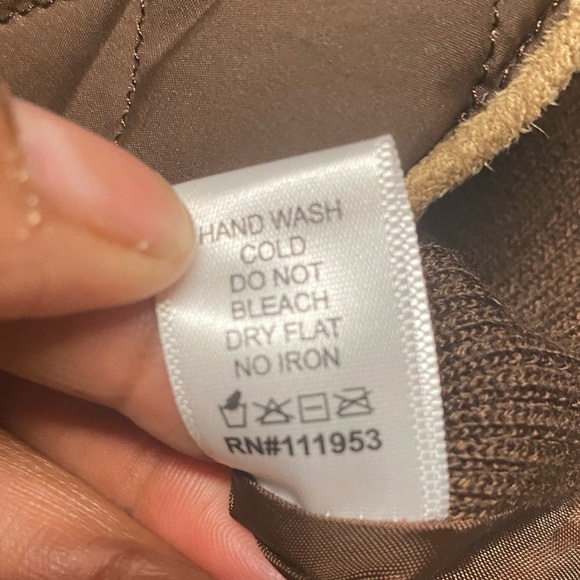 HAND WASH
COLD
DO NOT
BLEACH
DRY FLAT
NO IRON
RN#111953